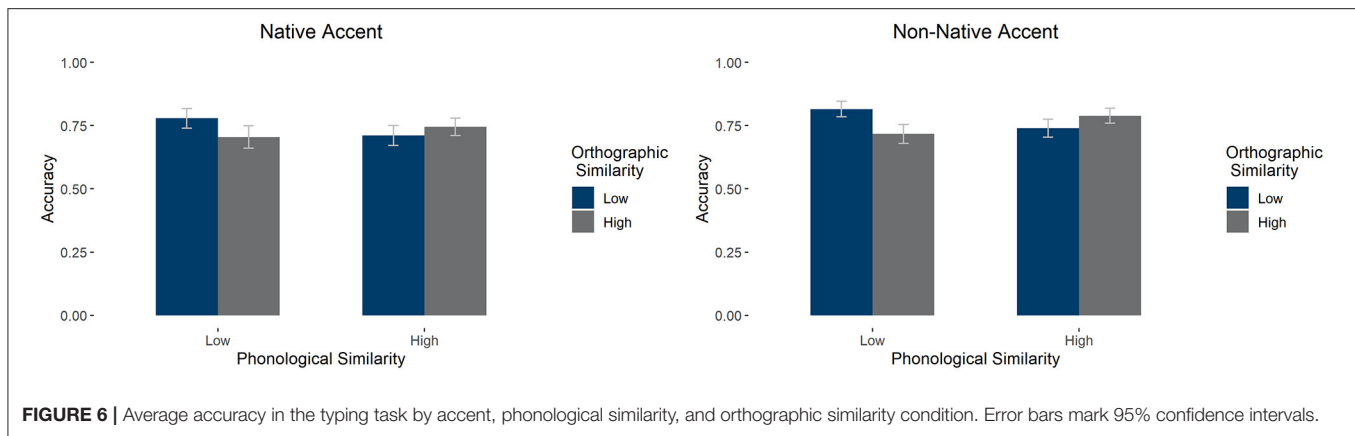 Native Accent
1.00
0.75
0.50
0.25
0.00
Accuracy
Low
High
Phonological Similarity
Orthographic
Similarity
Low
High
Non-Native Accent
1.00
0.75
0.50
0.25
0.00
Accuracy
Low
High
Phonological Similarity
Orthographic
Similarity
Low
High
FIGURE 6 | Average accuracy in the typing task by accent, phonological similarity, and orthographic similarity condition. Error bars mark 95% confidence intervals.